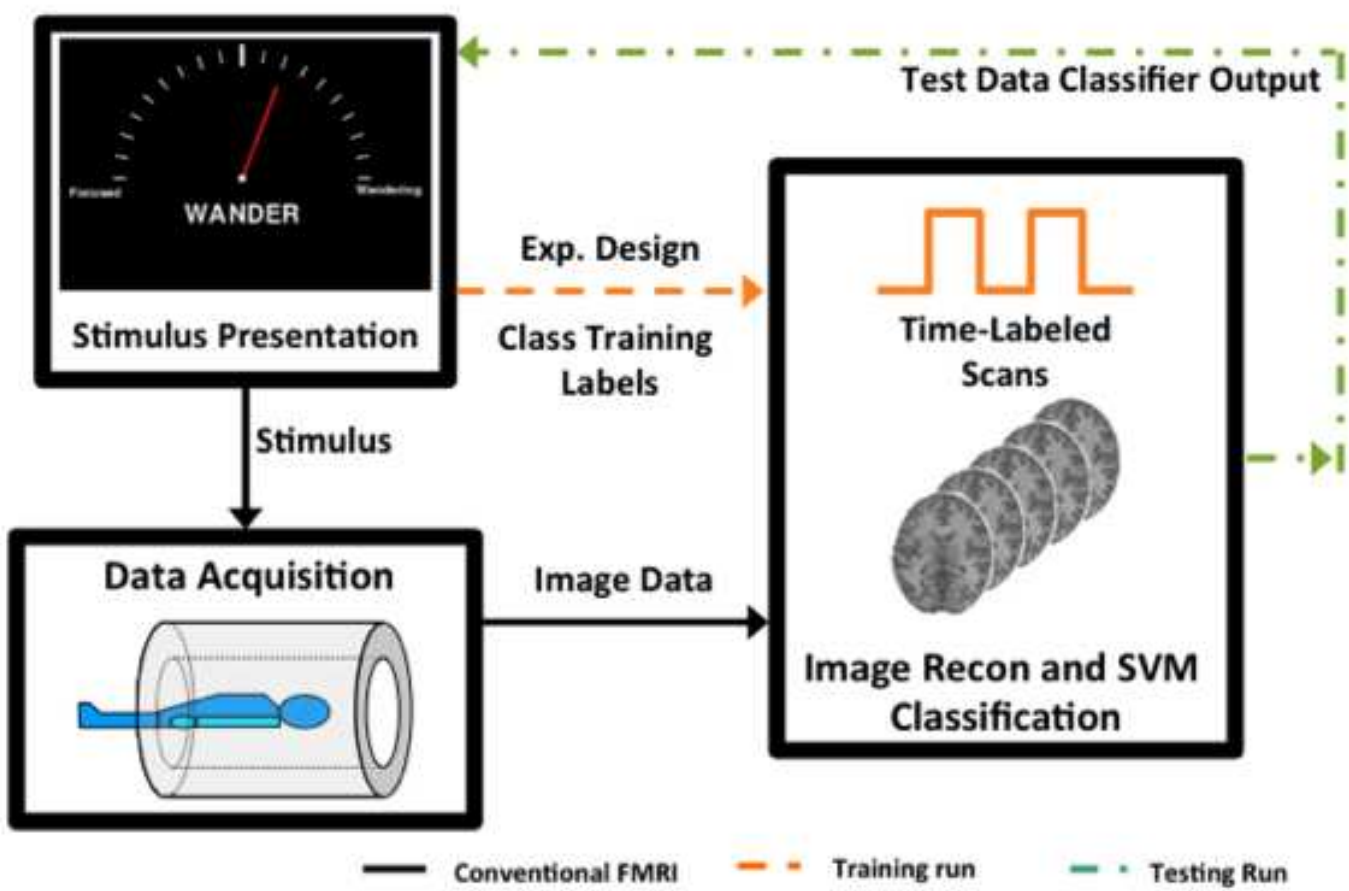 Focused
Wandering
WANDER
Stimulus Presentation
Test Data Classifier Output
Exp. Design
Class Training
Labels
Time-Labeled
Scans
Stimulus
Data Acquisition
Image Data
Image Recon and SVM
Classification
Conventional FMRI
Training run
Testing Run